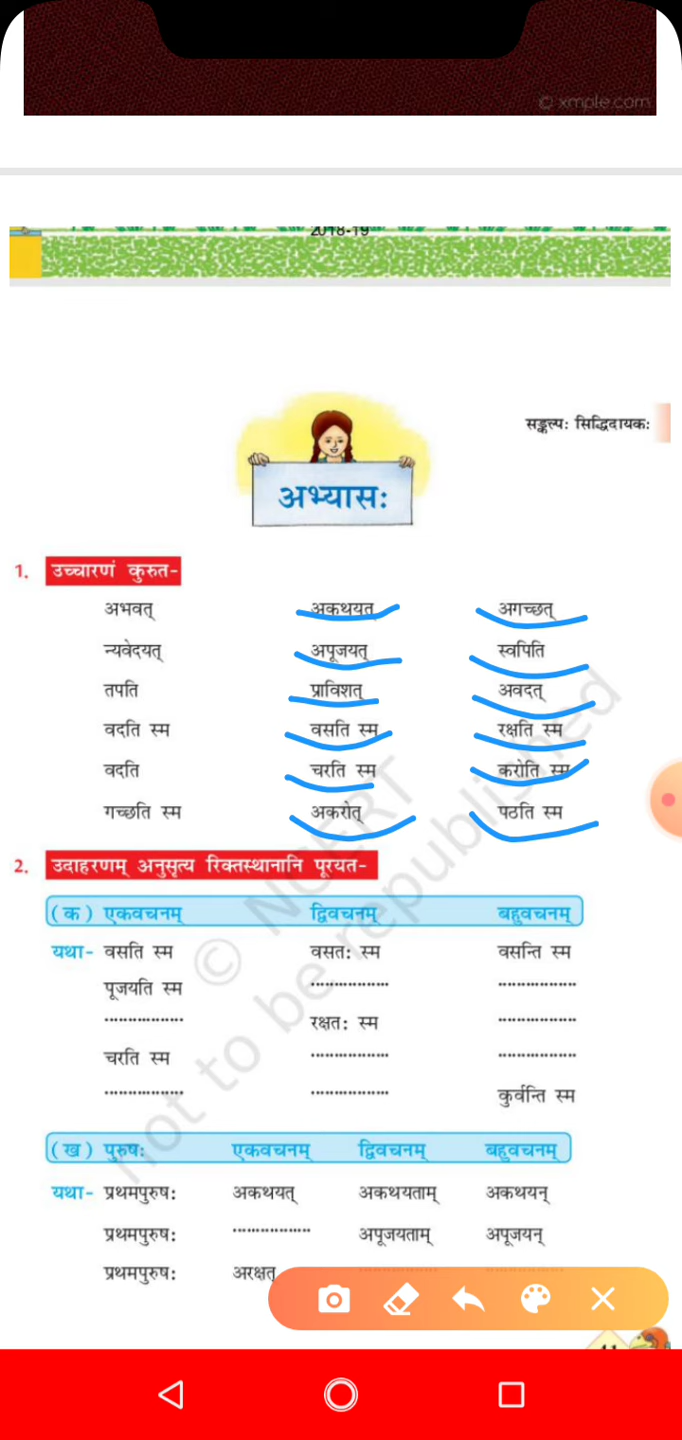 © xmple.com
2018-19
सङ्कल्पः सिद्धिदायकः
अभ्यासः
1. उच्चारणं कुरुत-
अभवत् अकथयत् अगच्छत्
न्यवेदयत् अपूजयत् स्वपिति
तपति प्राविशत् अवदत्
वदति स्म वसति स्म रक्षति स्म
वदति चरति स्म करोति स्म
गच्छति स्म अकरोत् पठति स्म
2. उदाहरणम् अनुसृत्य रिक्तस्थानानि पूरयत-
(क) एकवचनम् द्विवचनम् बहुवचनम्
यथा- वसति स्म वसतः स्म वसन्ति स्म
पूजयति स्म .................. ..................
.................. रक्षतः स्म ..................
चरति स्म .................. ..................
.................. .................. कुर्वन्ति स्म
(ख) पुरुषः एकवचनम् द्विवचनम् बहुवचनम्
यथा- प्रथमपुरुषः अकथयत् अकथयताम् अकथयन्
प्रथमपुरुषः .................. अपूजयताम् अपूजयन्
प्रथमपुरुषः अरक्षत्
© NCERT
not to be republished